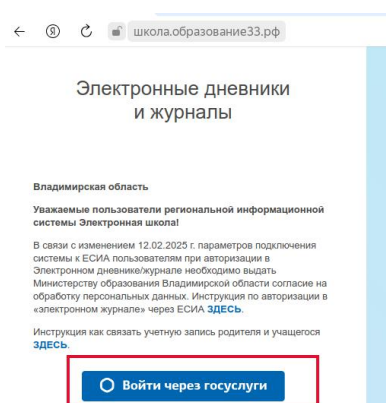 школа.образование33.рф
Электронные дневники
и журналы
Владимирская область
Уважаемые пользователи региональной информационной
системы Электронная школа!
В связи с изменением 12.02.2025 г. параметров подключения
системы к ЕСИА пользователям при авторизации в
Электронном дневнике/журнале необходимо выдать
Министерству образования Владимирской области согласие на
обработку персональных данных. Инструкция по авторизации в
«электронном журнале» через ЕСИА ЗДЕСЬ.
Инструкция как связать учетную запись родителя и учащегося
ЗДЕСЬ.
Войти через госуслуги